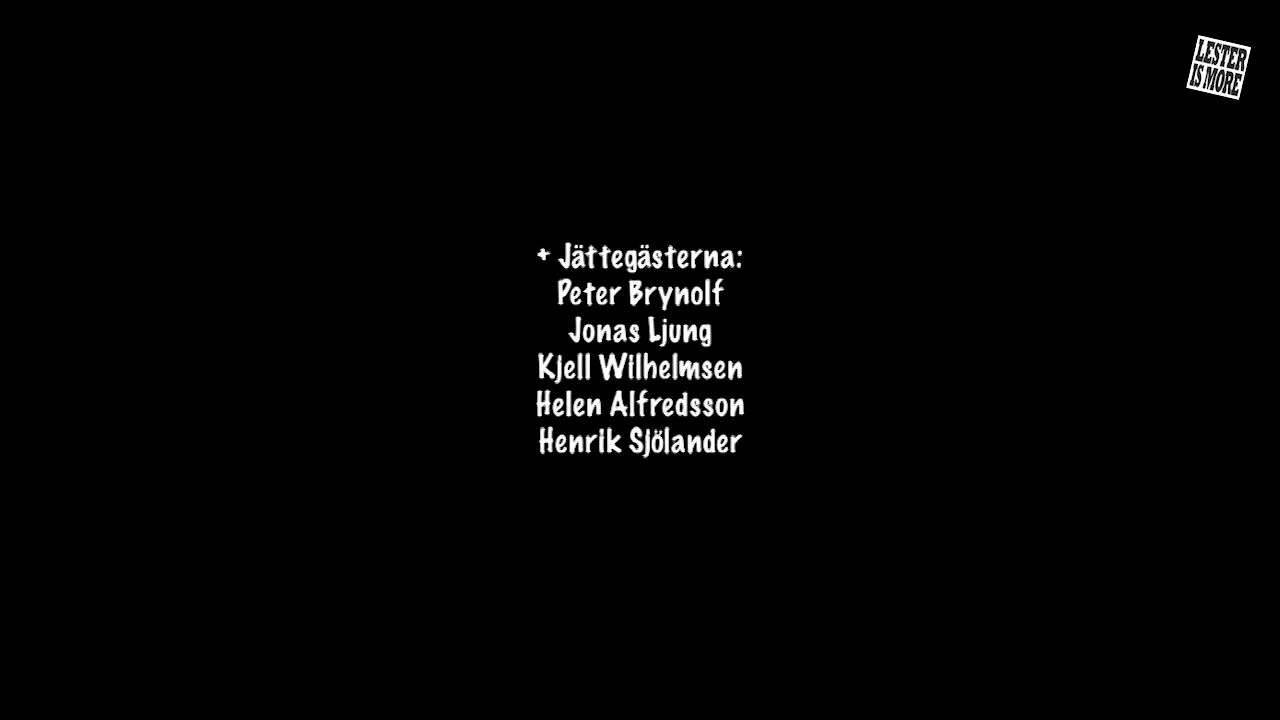 LESTER
IS MORE
+ Jättegästerna:
Peter Brynolf
Jonas Ljung
Kjell Wilhelmsen
Helen Alfredsson
Henrik Sjölander